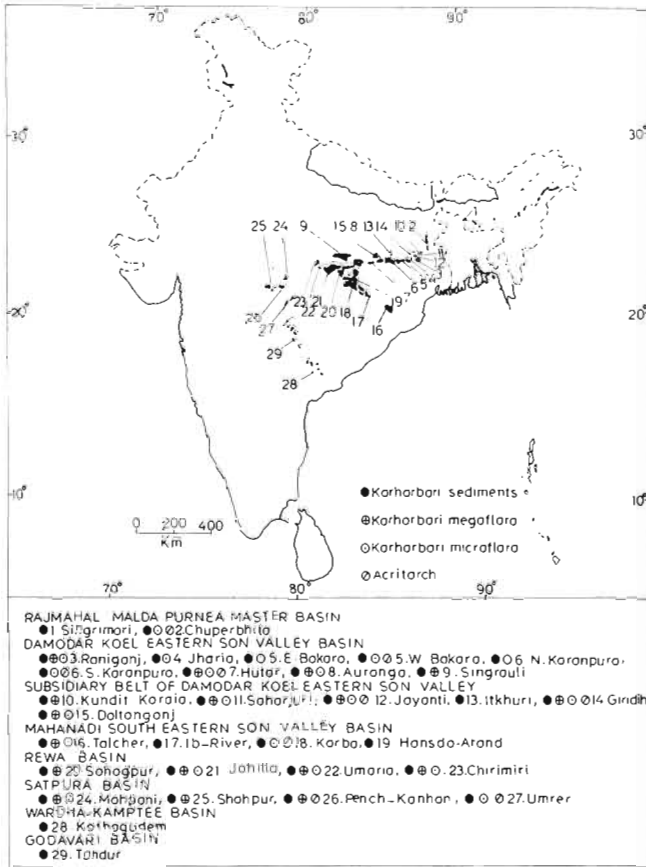 70° 80° 90°
30° 30°
25 24 9 15 8 13 14 10 2
23 21 6 5
22 20 18 19 7
26 27 17 16
20° 20°
29
28
● Karharbari sediments
10° 10°
⊕ Karharbari megaflora
0 200 400
Km
⊙ Karharbari microflora
∅ Acritarch
70° 80° 90°
RAJMAHAL MALDA PURNEA MASTER BASIN
●1 Silgrimari, ●⊙∅2.Chuperbhita
DAMODAR KOEL EASTERN SON VALLEY BASIN
●⊕⊙3.Raniganj, ●⊙4 Jharia, ●⊙5.E Bokaro, ●⊙∅5.W. Bokaro, ●⊙6 N. Karanpura,
●⊙∅6.S. Karanpura, ●⊕⊙∅7.Hutar, ●⊕⊙8.Auranga, ●⊕9.Singrauli
SUBSIDIARY BELT OF DAMODAR KOEL EASTERN SON VALLEY
●⊕10.Kundit Karaia, ●⊕⊙11.Saharjuri, ●⊕⊙∅ 12.Jayanti, ●13.Itkhuri, ●⊕⊙∅14 Giridih
●⊕⊙15.Daltonganj
MAHANADI SOUTH EASTERN SON VALLEY BASIN
●⊕⊙16.Talcher, ●17.Ib-River, ●⊙∅18.Korba, ●19 Hansdo-Arand
REWA BASIN
●⊕20.Sohagpur, ●⊕⊙21 Johilla, ●⊕⊙22.Umaria, ●⊕⊙.23.Chirimiri
SATPURA BASIN
●⊕⊙24.Mohpani, ●⊕25.Shahpur, ●⊕⊙26.Pench-Kanhan, ●⊙∅27.Umrer
WARDHA-KAMPTEE BASIN
●28 Kothagudem
GODAVARI BASIN
●29.Tandur